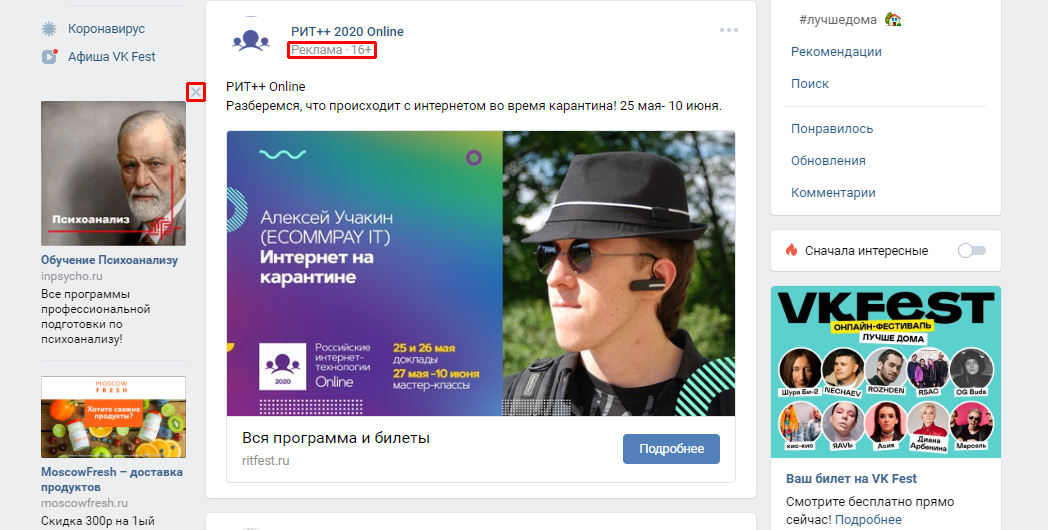 Коронавирус
Афиша VK Fest
Психоанализ
Обучение Психоанализу
inpsycho.ru
Все программы
профессиональной
подготовки по
психоанализу!
MOSCOW
FRESH
Хотите свежие
продукты?
MoscowFresh – доставка
продуктов
moscowfresh.ru
Скидка 300р на 1ый
РИТ++ 2020 Online
Реклама · 16+
РИТ++ Online
Разберемся, что происходит с интернетом во время карантина! 25 мая- 10 июня.
Алексей Учакин
(ECOMMPAY IT)
Интернет на
карантине
2020
Российские
интернет-
технологии
Online
25 и 26 мая
доклады
27 мая -10 июня
мастер-классы
Вся программа и билеты
ritfest.ru
Подробнее
#лучшедома
Рекомендации
Поиск
Понравилось
Обновления
Комментарии
Сначала интересные
VK FEST
ОНЛАЙН-ФЕСТИВАЛЬ
ЛУЧШЕ ДОМА
Шура Би-2
NECHAEV
ROZHDEN
RSAC
OG Buda
кис-кис
ЯАVЬ
Асия
Диана
Арбенина
Марсель
Ваш билет на VK Fest
Смотрите бесплатно прямо
сейчас! Подробнее